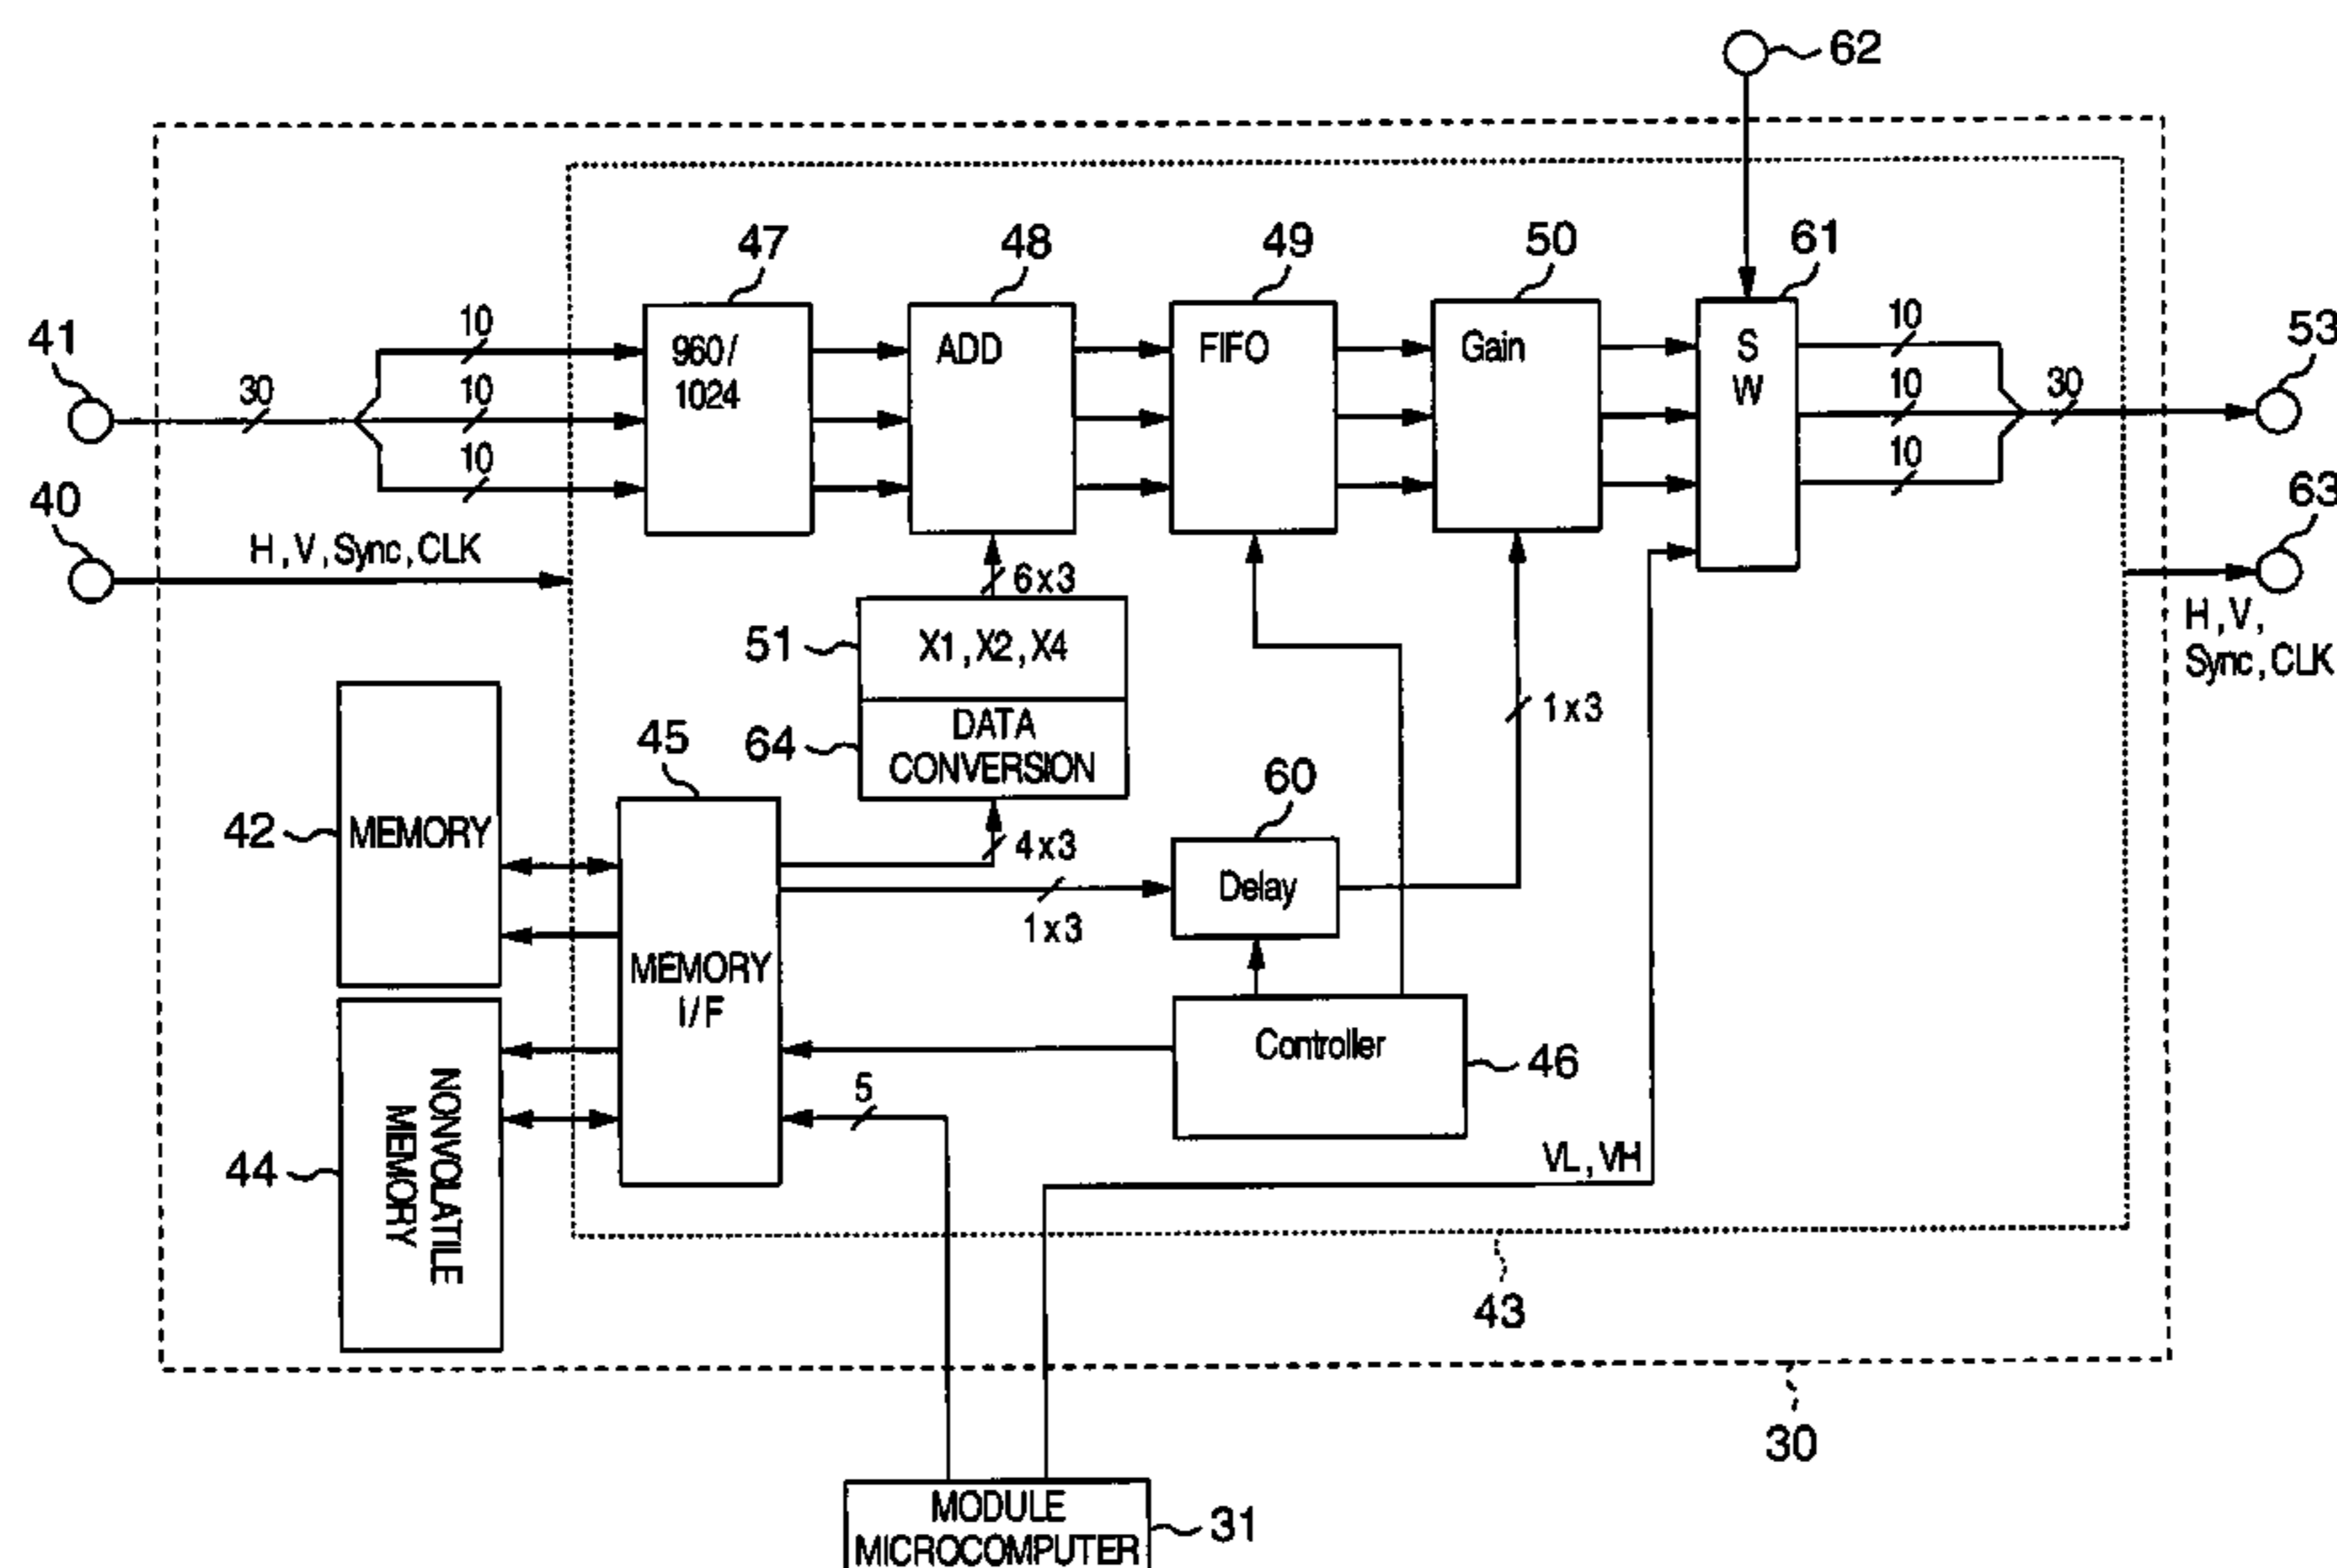 62
47
48
49
50
61
41
30
10
10
10
960/
1024
ADD
FIFO
Gain
S
W
10
10
10
30
53
40
H, V, Sync, CLK
63
H, V,
Sync, CLK
6x3
51
X1, X2, X4
64
DATA
CONVERSION
1x3
45
60
42
MEMORY
4x3
Delay
1x3
MEMORY
I/F
Controller
46
5
44
NONVOLATILE
MEMORY
VL, VH
43
30
MODULE
MICROCOMPUTER
31